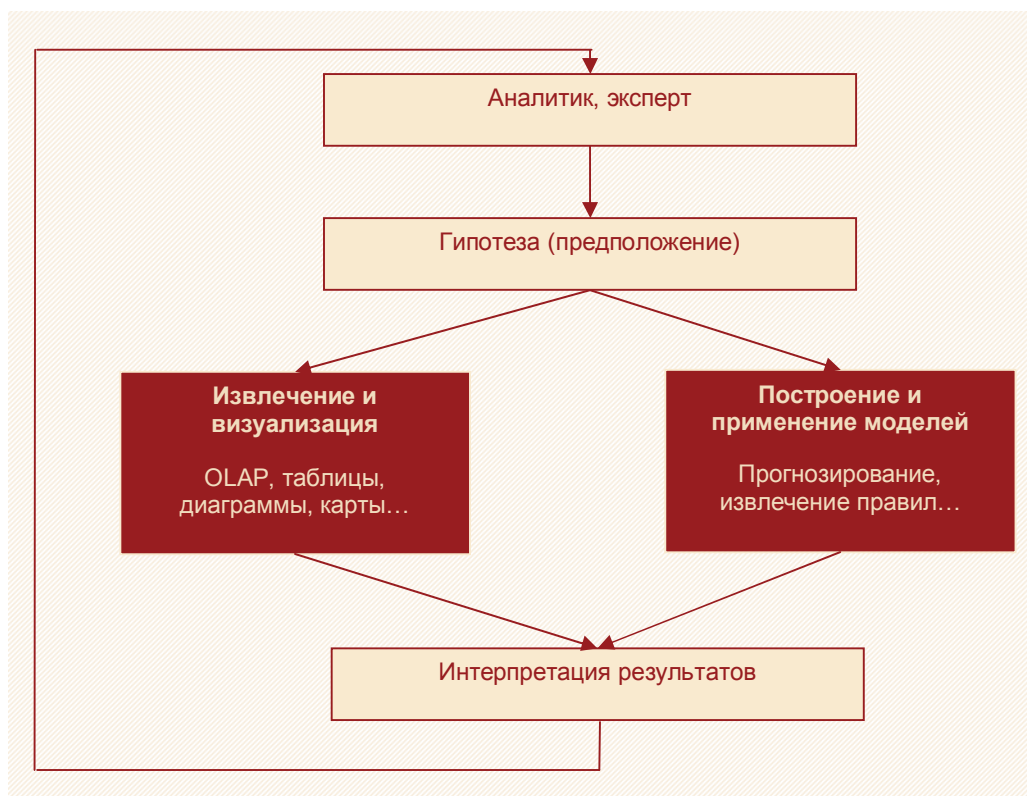 Аналитик, эксперт
Гипотеза (предположение)
Извлечение и
визуализация
OLAP, таблицы,
диаграммы, карты…
Построение и
применение моделей
Прогнозирование,
извлечение правил…
Интерпретация результатов